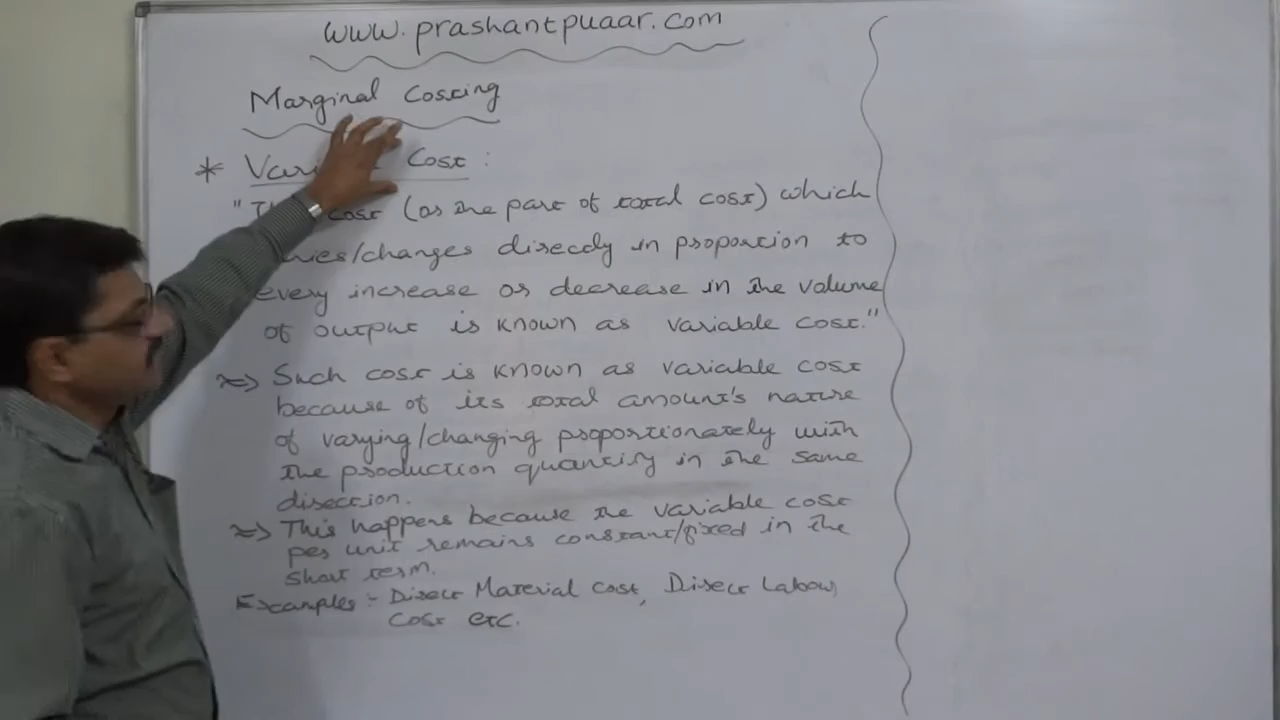 www.prashantpuaar.com
Marginal Costing
* Cost :
cost (or the part of total cost) which
/changes directly in proportion to
every increase or decrease in the volume
of output is known as variable cost."
=> Such cost is known as variable cost
because of its total amount's nature
of varying/changing proportionately with
the production quantity in the same
direction.
=> This happens because the variable cost
per unit remains constant/fixed in the
short term.
Examples:- Direct Material cost, Direct Labour
Cost etc.